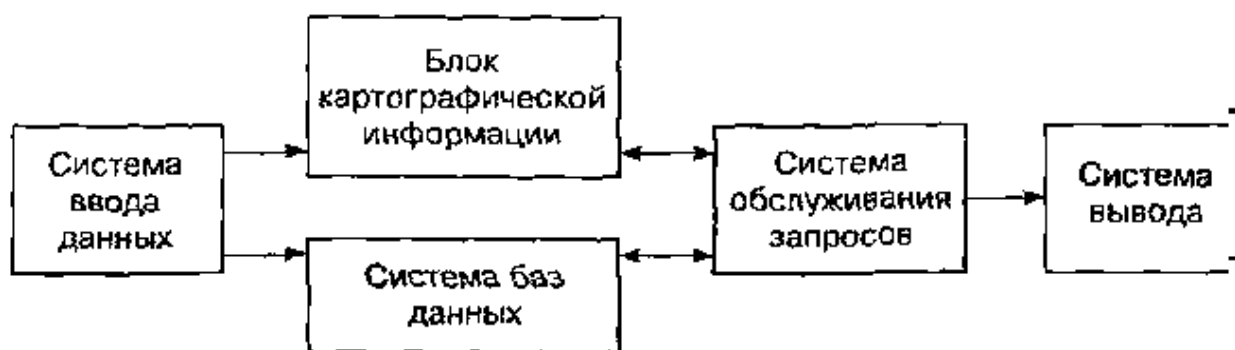 Блок
картографической
информации
Система
ввода
данных
Система баз
данных
Система
обслуживания
запросов
Система
вывода